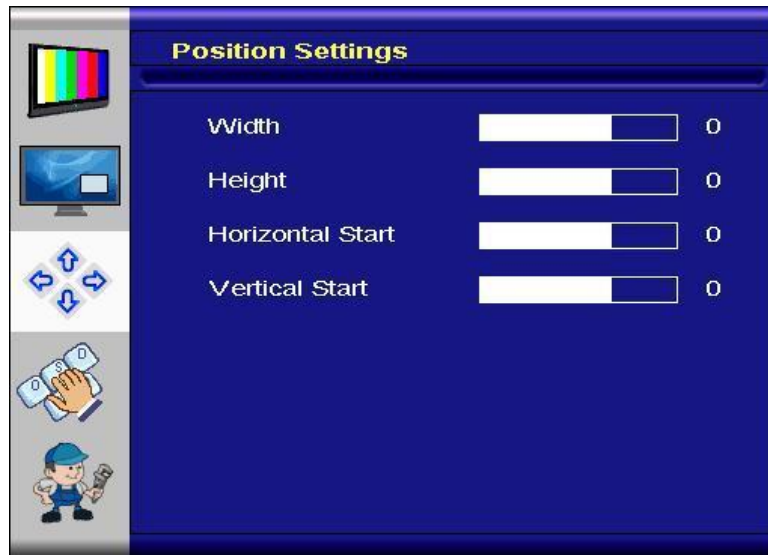 Position Settings
Width 0
Height 0
Horizontal Start 0
Vertical Start 0
O S D